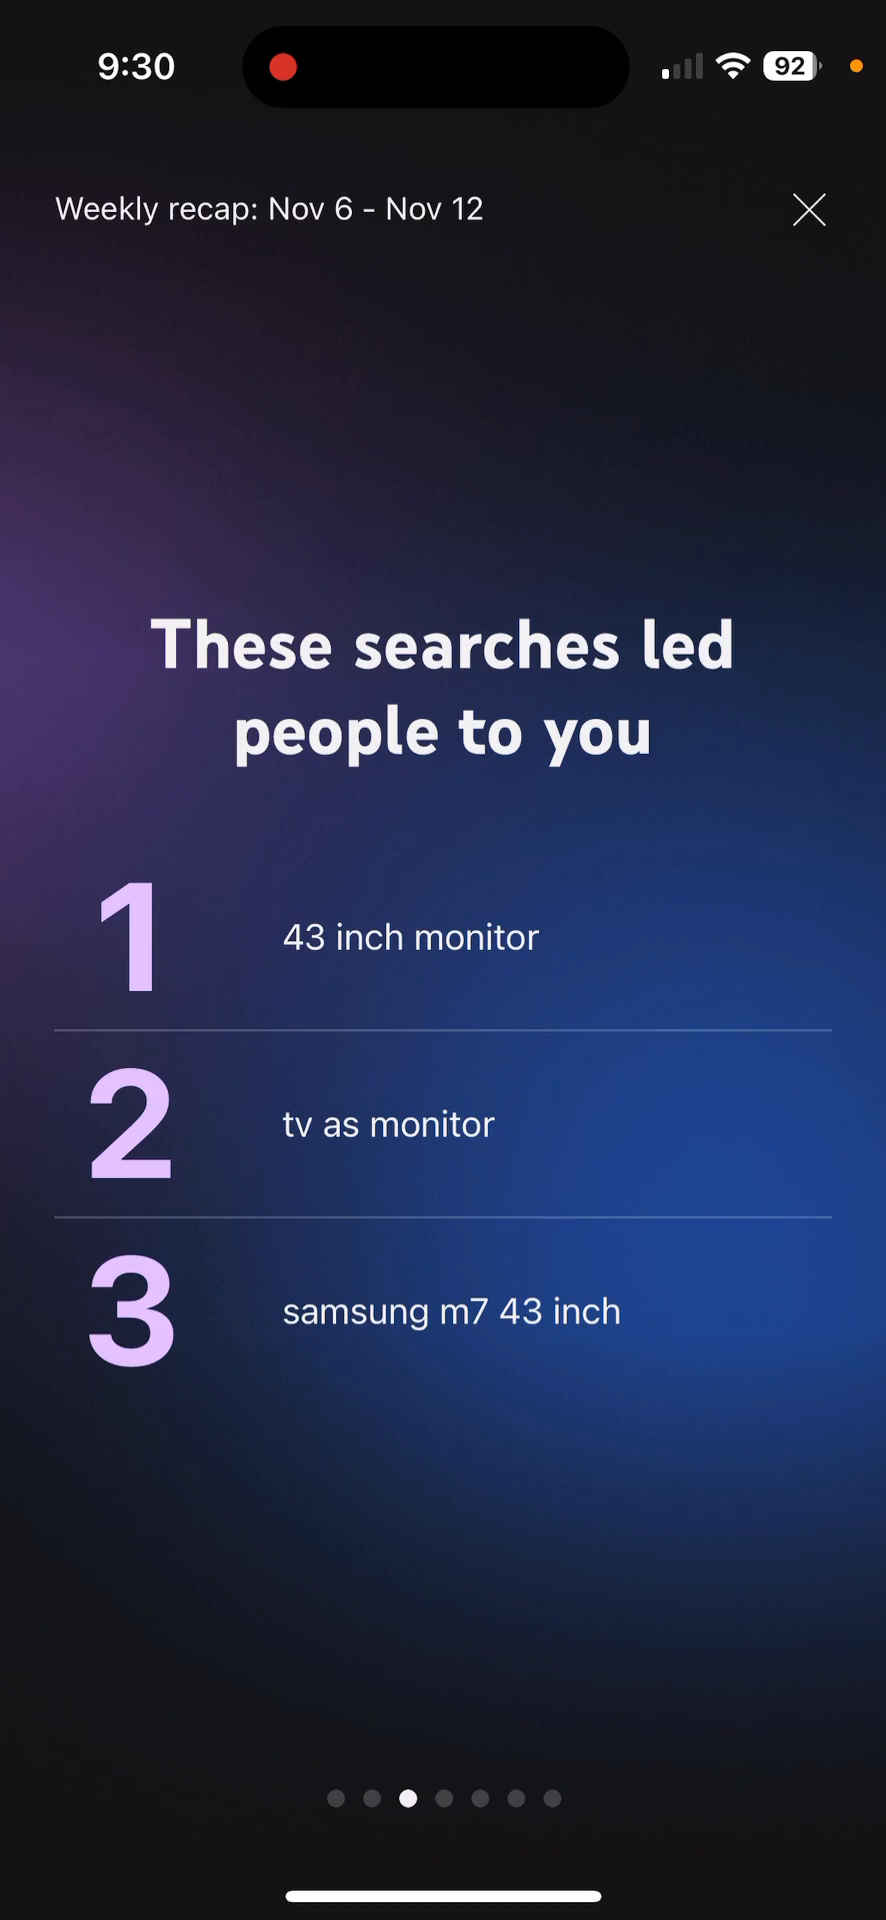 9:30
92
Weekly recap: Nov 6 - Nov 12
These searches led
people to you
1
43 inch monitor
2
tv as monitor
3
samsung m7 43 inch